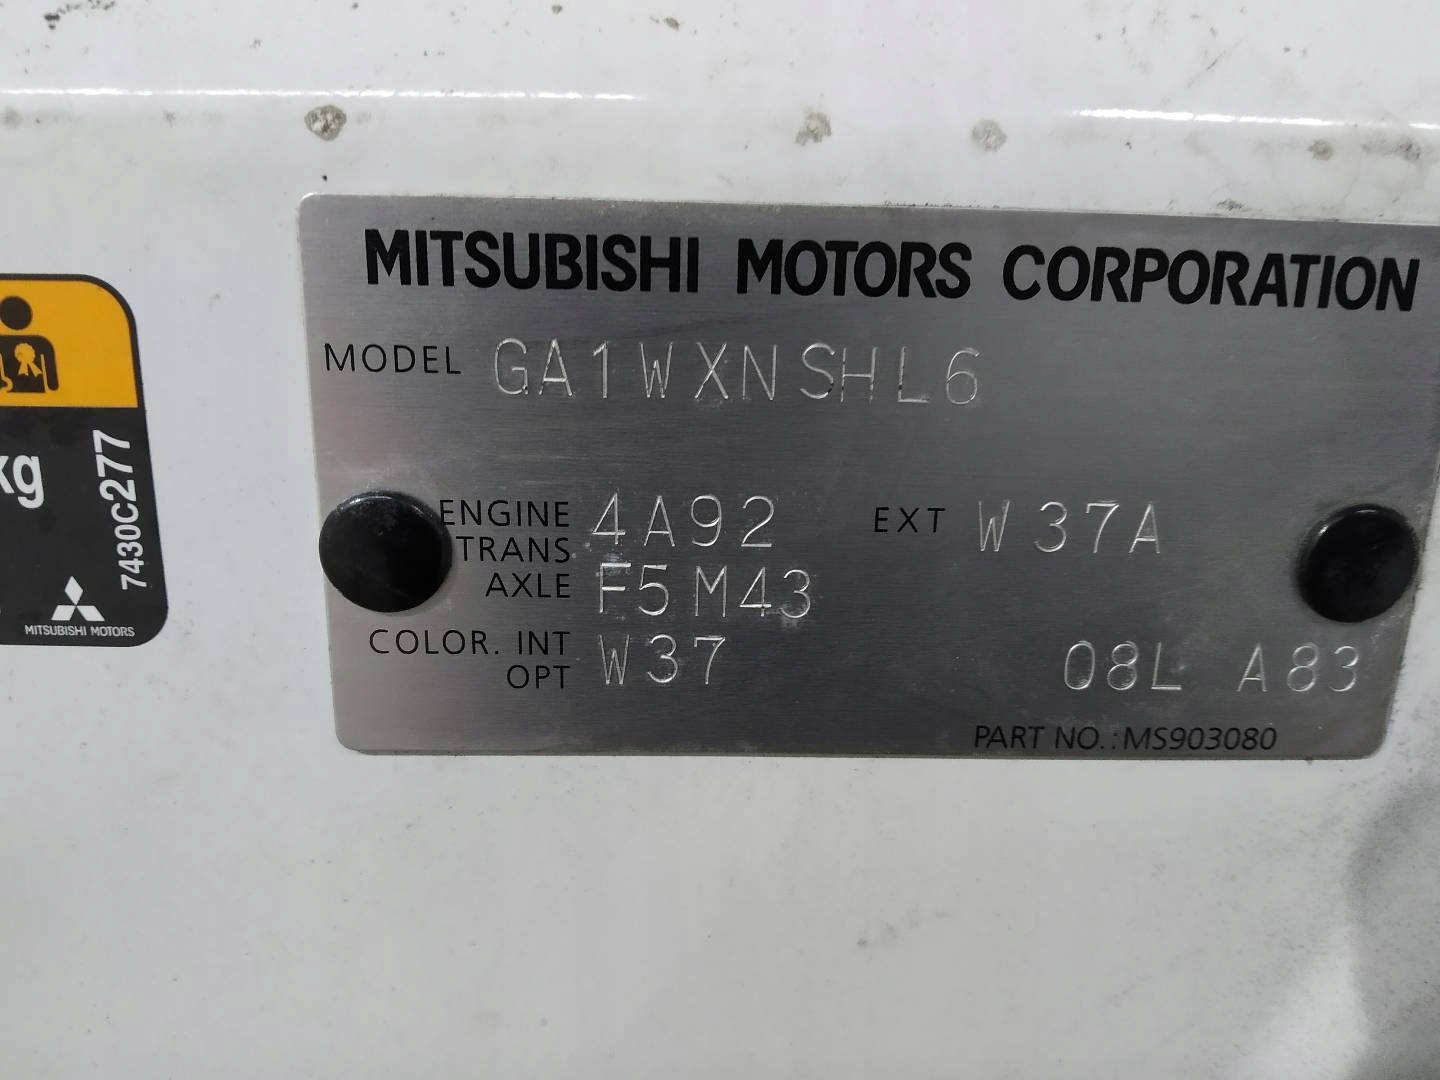 MITSUBISHI MOTORS CORPORATION
MODEL GA1WXNSHL6
ENGINE 4A92 EXT W37A
TRANS
AXLE F5M43
COLOR. INT W37
OPT 08L A83
PART NO.:MS903080
kg
7430C277
MITSUBISHI MOTORS